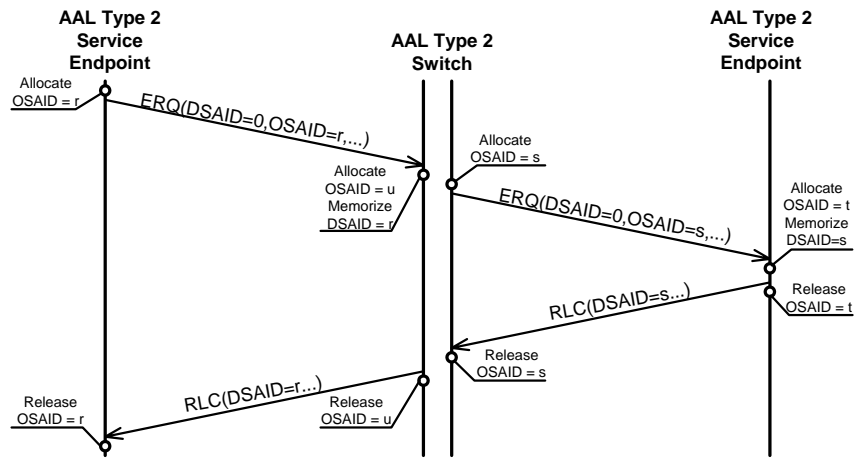 AAL Type 2
Service
Endpoint
AAL Type 2
Switch
AAL Type 2
Service
Endpoint
Allocate
OSAID = r
ERQ(DSAID=0,OSAID=r,...)
Allocate
OSAID = u
Memorize
DSAID = r
Allocate
OSAID = s
ERQ(DSAID=0,OSAID=s,...)
Allocate
OSAID = t
Memorize
DSAID=s
Release
OSAID = t
RLC(DSAID=s...)
Release
OSAID = s
RLC(DSAID=r...)
Release
OSAID = u
Release
OSAID = r